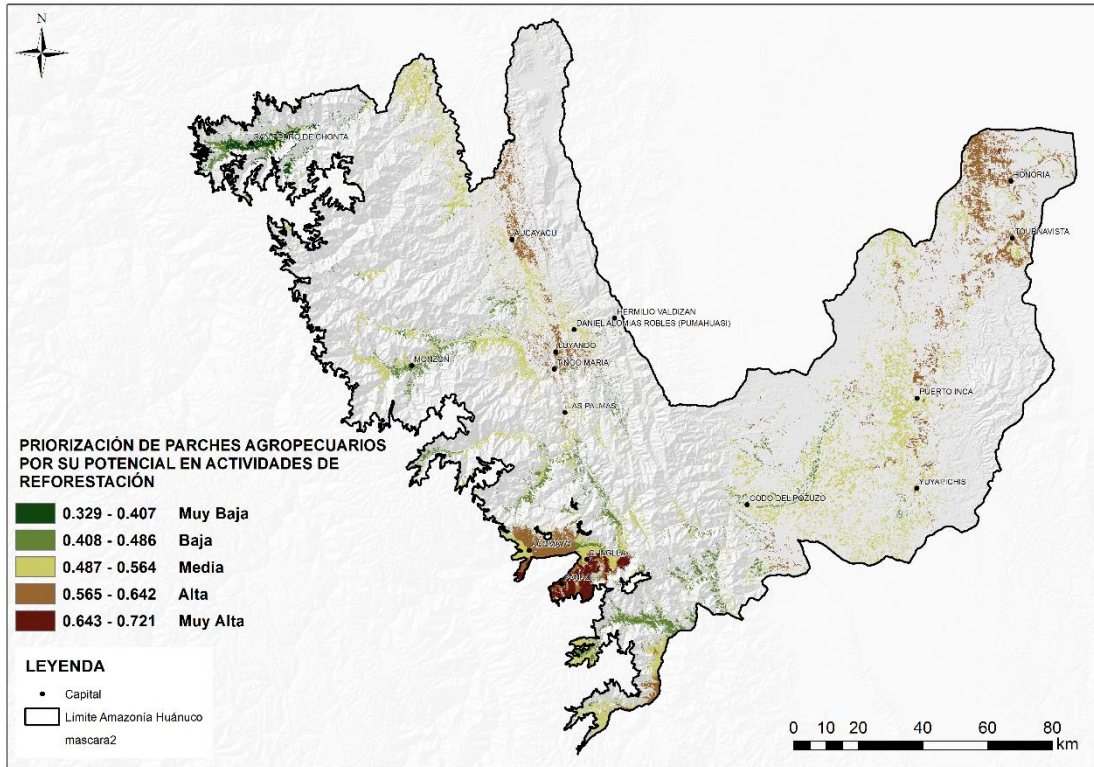 N
SAN PEDRO DE CHONTA
HONORIA
TOURNAVISTA
AUCAYACU
HERMILIO VALDIZAN
DANIEL ALOMIAS ROBLES (PUMAHUASI)
LUYANDO
TINGO MARIA
MONZON
PUERTO INCA
LAS PALMAS
YUYAPICHIS
CODO DEL POZUZO
CHAGLLA
PRIORIZACIÓN DE PARCHES AGROPECUARIOS
POR SU POTENCIAL EN ACTIVIDADES DE
REFORESTACIÓN
0.329 - 0.407 Muy Baja
0.408 - 0.486 Baja
0.487 - 0.564 Media
0.565 - 0.642 Alta
0.643 - 0.721 Muy Alta
LEYENDA
Capital
Limite Amazonía Huánuco
mascara2
0 5 10 20 40 60 80
km